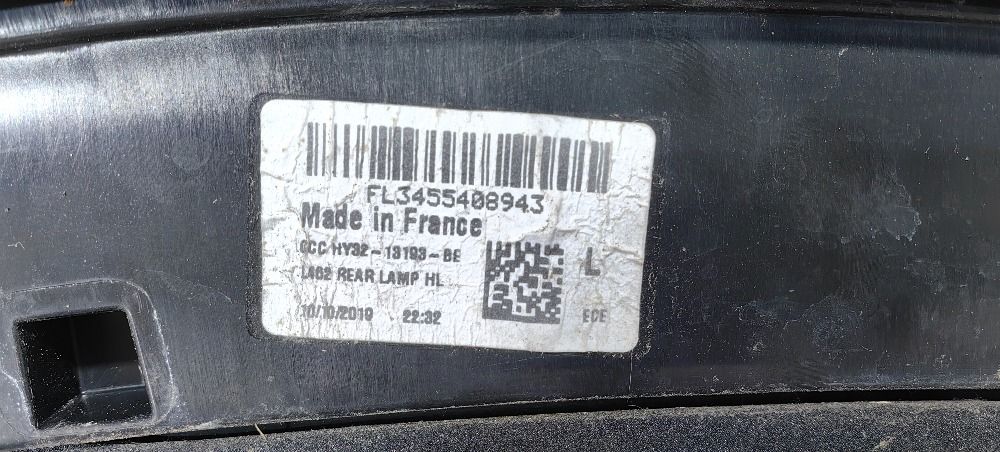 FL3455408943
Made in France
CCC HY32-13193-BE
L462 REAR LAMP HL
L
10/10/2019 22:32
ECE